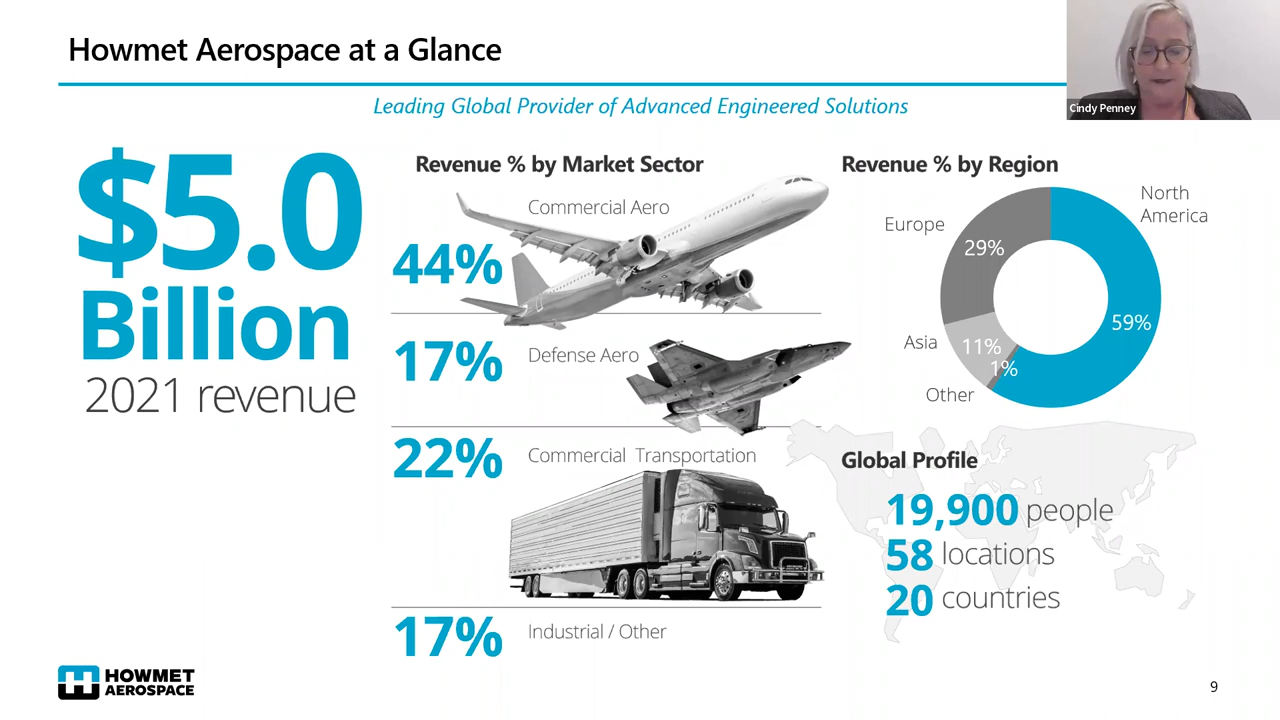 Howmet Aerospace at a Glance
Cindy Penney
Leading Global Provider of Advanced Engineered Solutions
$5.0
Billion
2021 revenue
Revenue % by Market Sector
Commercial Aero
44%
17%
Defense Aero
22%
Commercial Transportation
17%
Industrial / Other
Revenue % by Region
North
America
Europe
29%
59%
Asia
11%
1%
Other
Global Profile
19,900 people
58 locations
20 countries
HOWMET
AEROSPACE
9